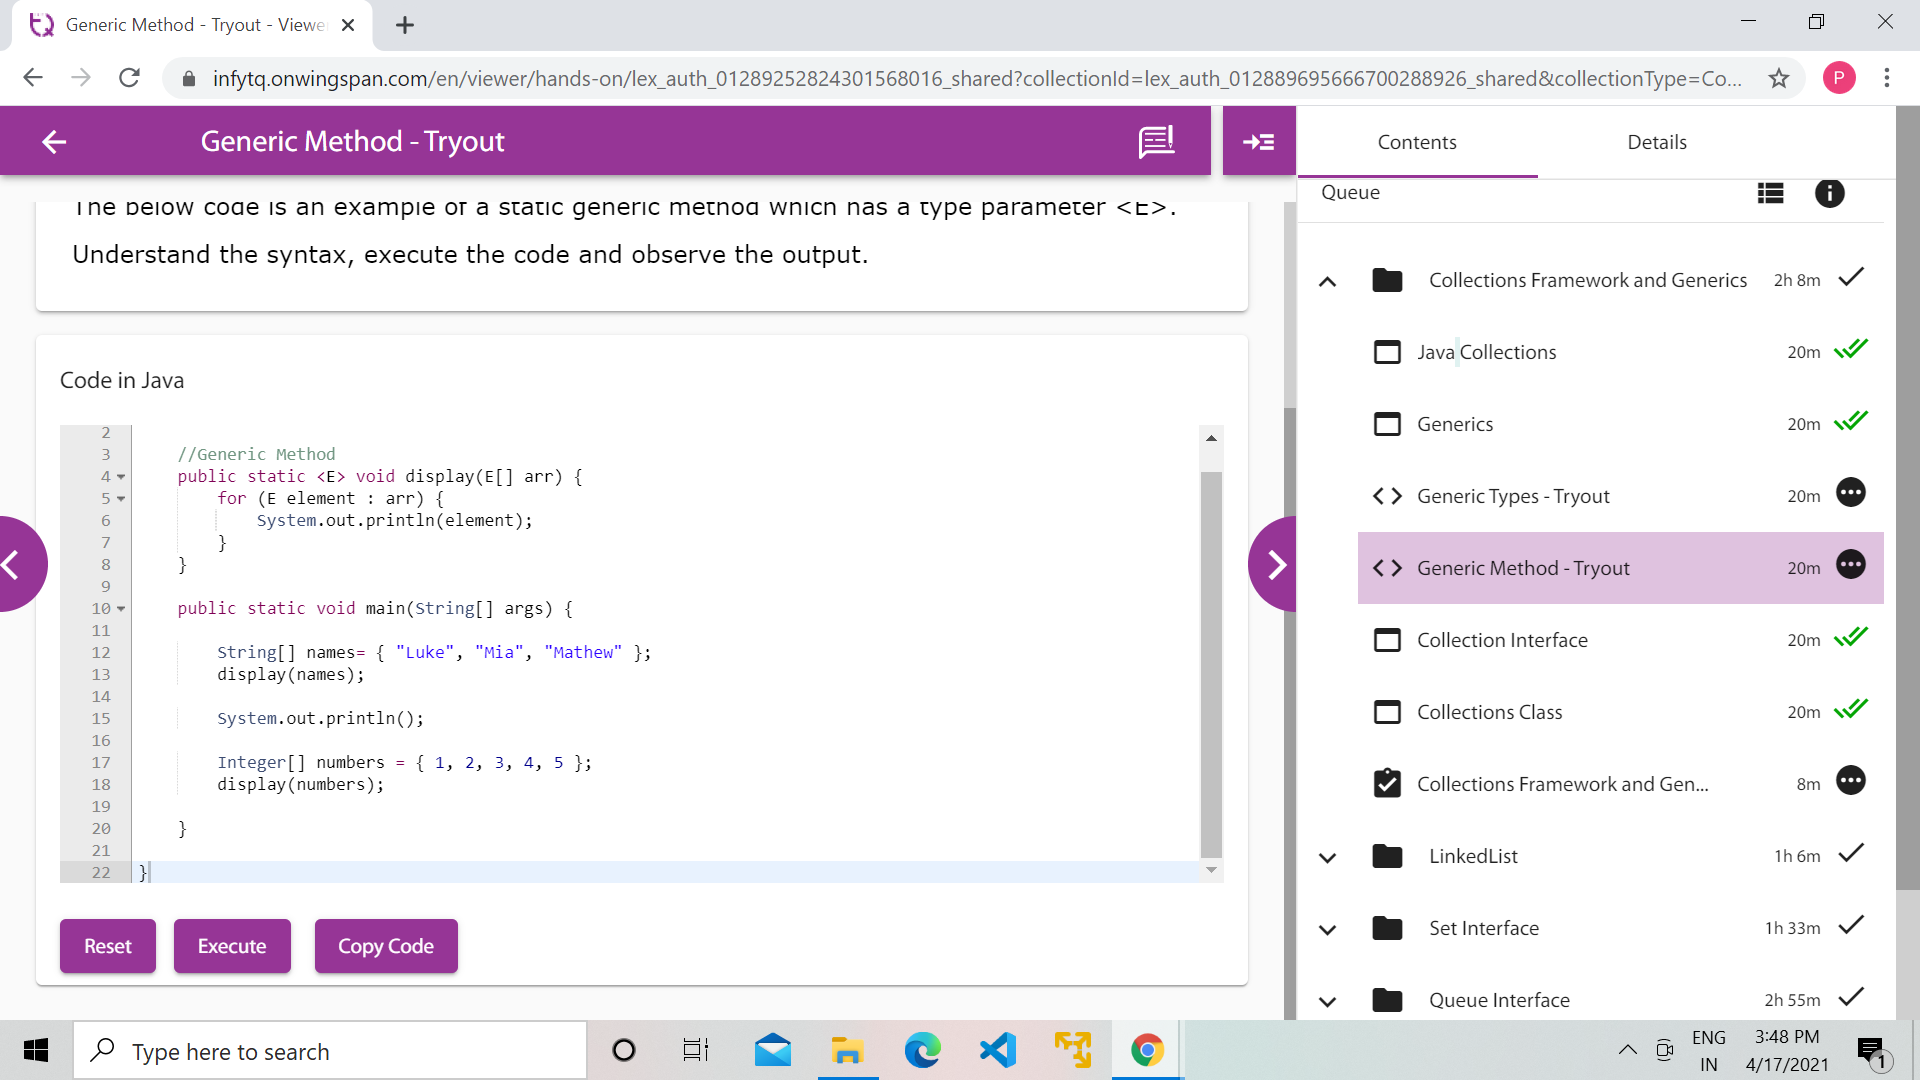 Generic Method - Tryout - Viewe
infytq.onwingspan.com/en/viewer/hands-on/lex_auth_01289252824301568016_shared?collectionId=lex_auth_012889695666700288926_shared&collectionType=Co...
P
Generic Method - Tryout
The below code is an example of a static generic method which has a type parameter <E>.
Understand the syntax, execute the code and observe the output.
Code in Java
2
3 //Generic Method
4 public static <E> void display(E[] arr) {
5 for (E element : arr) {
6 System.out.println(element);
7 }
8 }
9
10 public static void main(String[] args) {
11
12 String[] names= { "Luke", "Mia", "Mathew" };
13 display(names);
14
15 System.out.println();
16
17 Integer[] numbers = { 1, 2, 3, 4, 5 };
18 display(numbers);
19
20 }
21
22 }
Reset
Execute
Copy Code
Contents
Details
Queue
Collections Framework and Generics 2h 8m
Java Collections 20m
Generics 20m
Generic Types - Tryout 20m
Generic Method - Tryout 20m
Collection Interface 20m
Collections Class 20m
Collections Framework and Gen... 8m
LinkedList 1h 6m
Set Interface 1h 33m
Queue Interface 2h 55m
Type here to search
ENG
IN
3:48 PM
4/17/2021
1